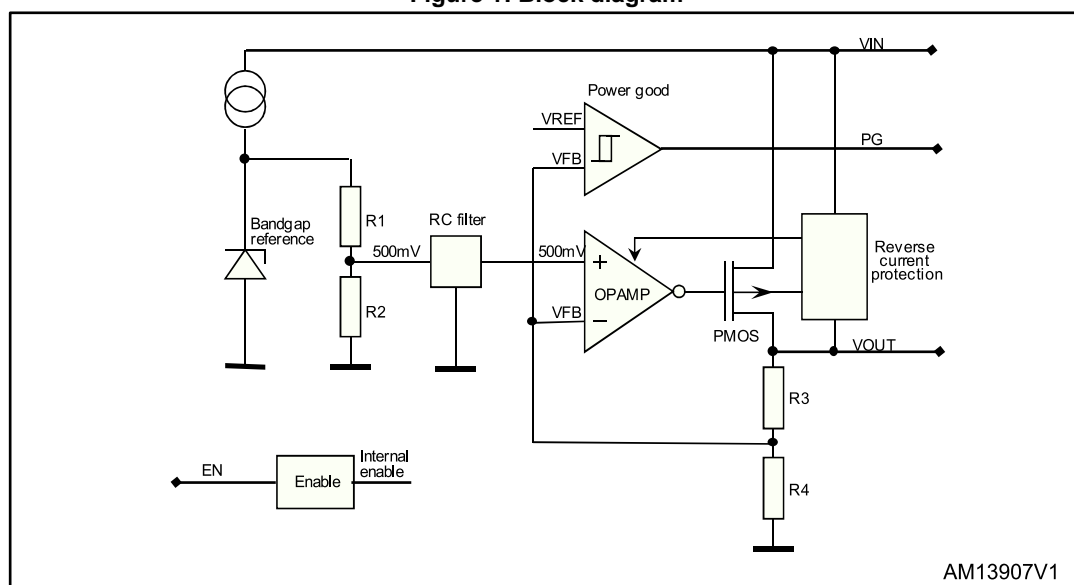 Figure 1. Block diagram
VIN
Power good
VREF
PG
VFB
R1
RC filter
Bandgap
reference
500mV
500mV
+
Reverse
current
protection
OPAMP
R2
VFB
−
PMOS
VOUT
R3
EN
Internal
enable
Enable
R4
AM13907V1